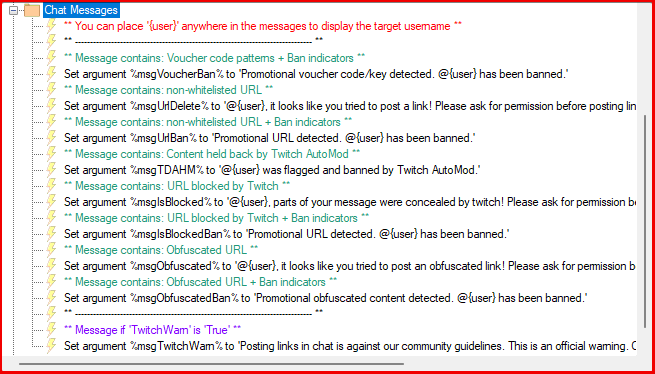 Chat Messages
** You can place '{user}' anywhere in the messages to display the target username **
** ------------------------------------------------------------------------------- **
** Message contains: Voucher code patterns + Ban indicators **
Set argument %msgVoucherBan% to 'Promotional voucher code/key detected. @{user} has been banned.'
** Message contains: non-whitelisted URL **
Set argument %msgUrlDelete% to '@{user}, it looks like you tried to post a link! Please ask for permission before posting lin
** Message contains: non-whitelisted URL + Ban indicators **
Set argument %msgUrlBan% to 'Promotional URL detected. @{user} has been banned.'
** Message contains: Content held back by Twitch AutoMod **
Set argument %msgTDAHM% to '@{user} was flagged and banned by Twitch AutoMod.'
** Message contains: URL blocked by Twitch **
Set argument %msgIsBlocked% to '@{user}, parts of your message were concealed by twitch! Please ask for permission be
** Message contains: URL blocked by Twitch + Ban indicators **
Set argument %msgIsBlockedBan% to 'Promotional URL detected. @{user} has been banned.'
** Message contains: Obfuscated URL **
Set argument %msgObfuscated% to '@{user}, it looks like you tried to post an obfuscated link! Please ask for permission b
** Message contains: Obfuscated URL + Ban indicators **
Set argument %msgObfuscatedBan% to 'Promotional obfuscated content detected. @{user} has been banned.'
** ------------------------------------------------------------------------------- **
** Message if 'TwitchWarn' is 'True' **
Set argument %msgTwitchWarn% to 'Posting links in chat is against our community guidelines. This is an official warning. C